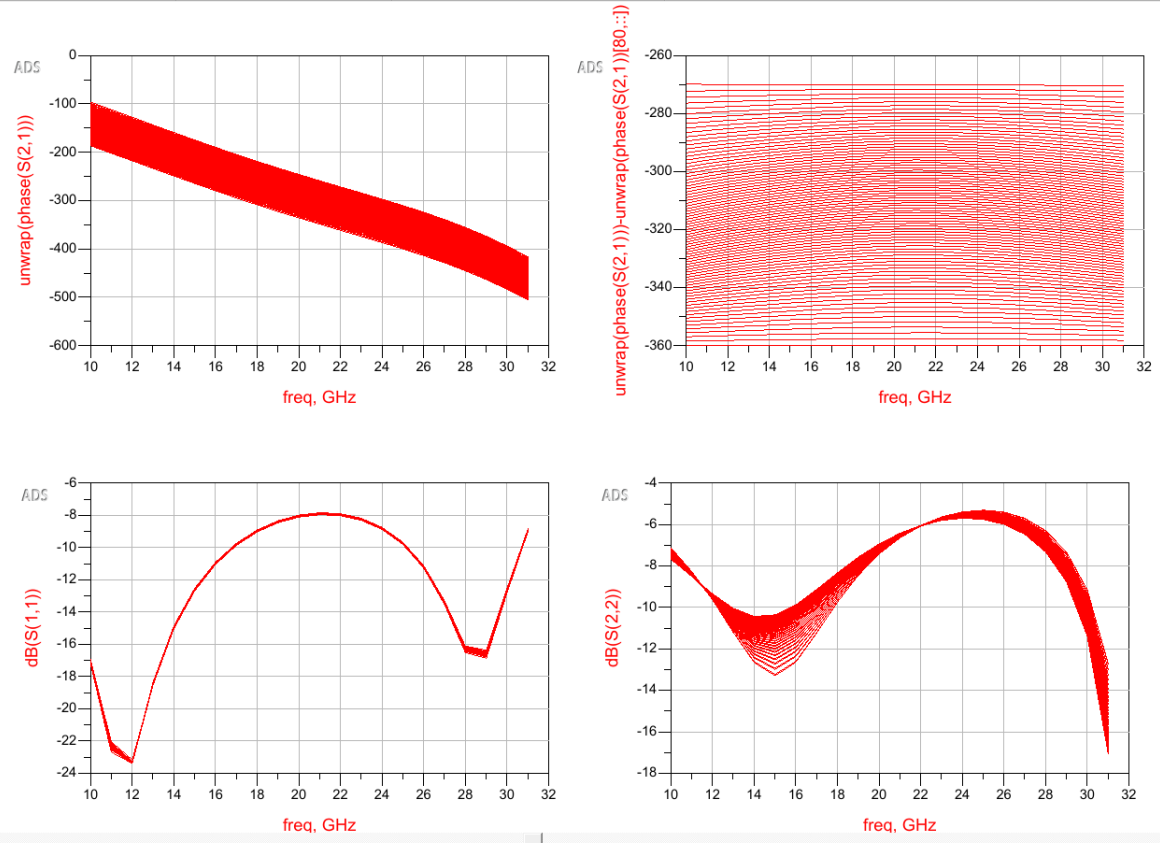 ADS
unwrap(phase(S(2,1)))
0
-100
-200
-300
-400
-500
-600
10 12 14 16 18 20 22 24 26 28 30 32
freq, GHz
ADS
unwrap(phase(S(2,1)))-unwrap(phase(S(2,1))[80,::])
-260
-280
-300
-320
-340
-360
10 12 14 16 18 20 22 24 26 28 30 32
freq, GHz
ADS
dB(S(1,1))
-6
-8
-10
-12
-14
-16
-18
-20
-22
-24
10 12 14 16 18 20 22 24 26 28 30 32
freq, GHz
ADS
dB(S(2,2))
-4
-6
-8
-10
-12
-14
-16
-18
10 12 14 16 18 20 22 24 26 28 30 32
freq, GHz